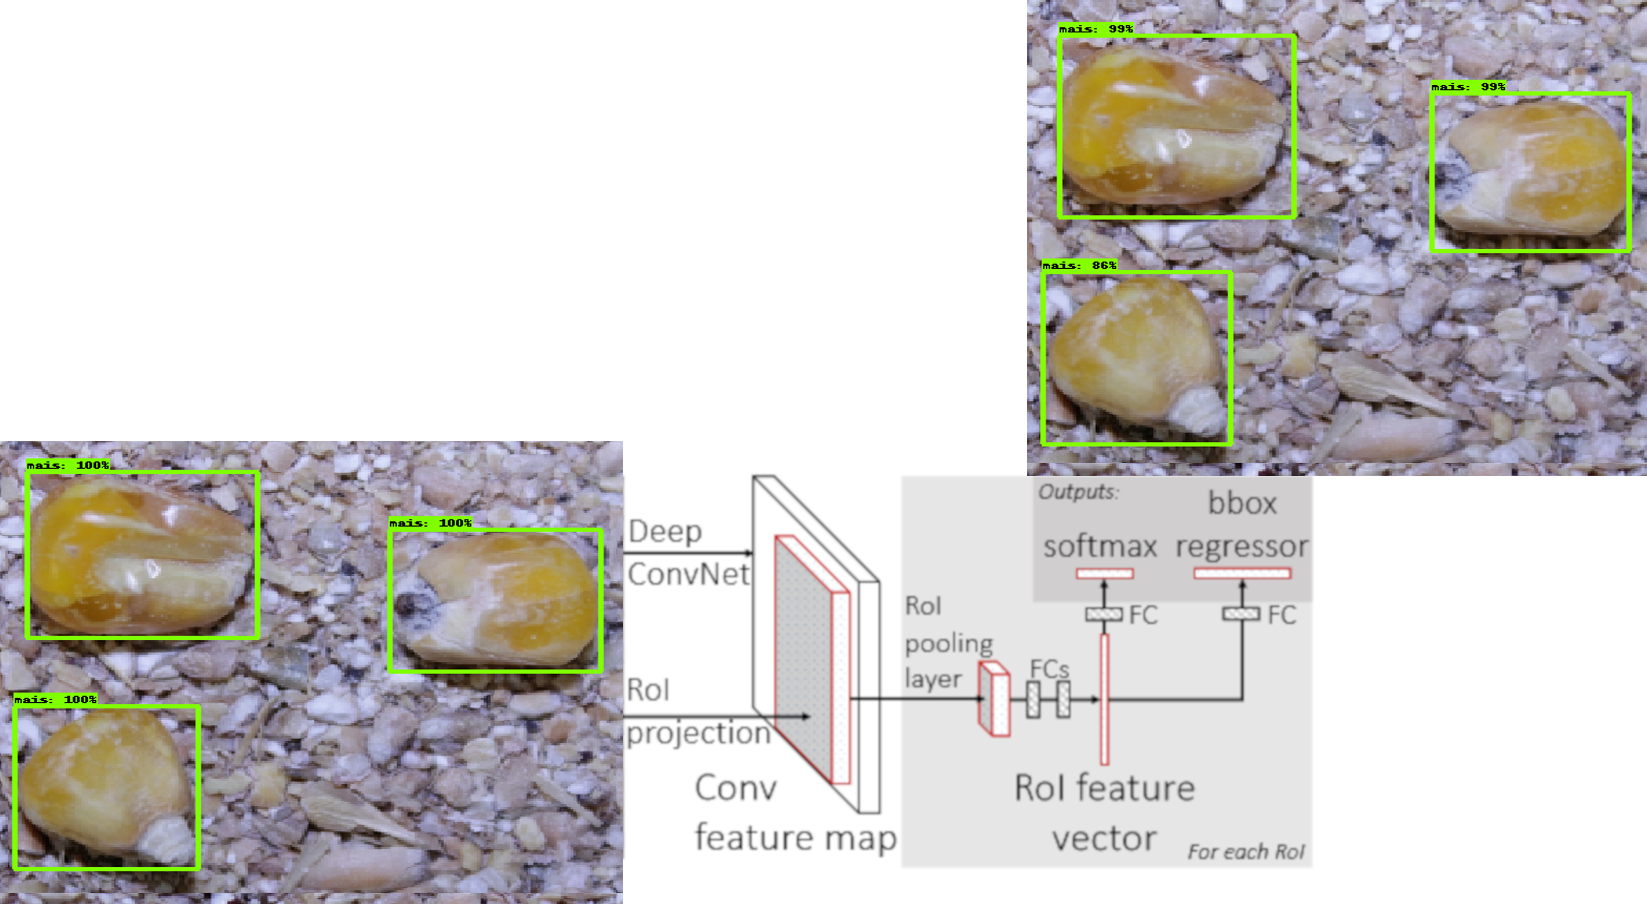 mais: 99%
mais: 99%
mais: 86%
mais: 100%
mais: 100%
mais: 100%
Deep
ConvNet
RoI
projection
Conv
feature map
RoI
pooling
layer
FCs
Outputs:
softmax
bbox
regressor
FC
FC
RoI feature
vector
For each RoI